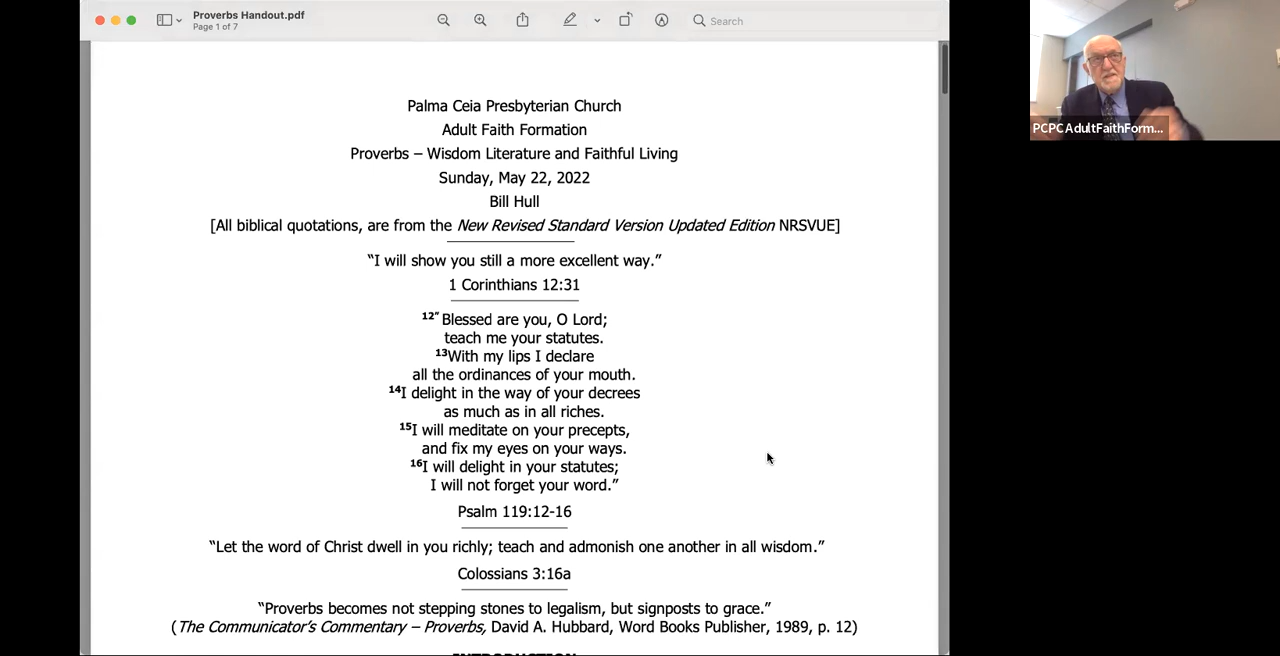 Proverbs Handout.pdf
Page 1 of 7
Search
Palma Ceia Presbyterian Church
Adult Faith Formation
Proverbs – Wisdom Literature and Faithful Living
Sunday, May 22, 2022
Bill Hull
[All biblical quotations, are from the New Revised Standard Version Updated Edition NRSVUE]
“I will show you still a more excellent way.”
1 Corinthians 12:31
12“ Blessed are you, O Lord;
teach me your statutes.
13With my lips I declare
all the ordinances of your mouth.
14I delight in the way of your decrees
as much as in all riches.
15I will meditate on your precepts,
and fix my eyes on your ways.
16I will delight in your statutes;
I will not forget your word.”
Psalm 119:12-16
“Let the word of Christ dwell in you richly; teach and admonish one another in all wisdom.”
Colossians 3:16a
“Proverbs becomes not stepping stones to legalism, but signposts to grace.”
(The Communicator’s Commentary – Proverbs, David A. Hubbard, Word Books Publisher, 1989, p. 12)
INTRODUCTION
PCPC AdultFaithForm...